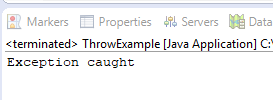 Markers Properties Servers Data
<terminated> ThrowExample [Java Application] C:\
Exception caught